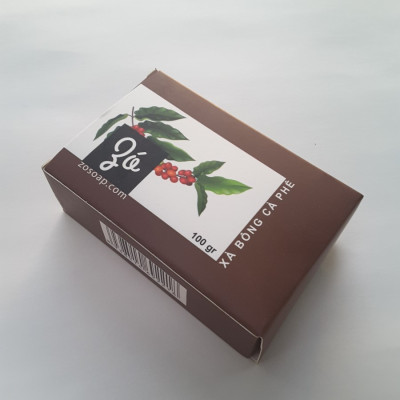 Zó
zosoap.com
100 gr
XÀ BÔNG CÀ PHÊ